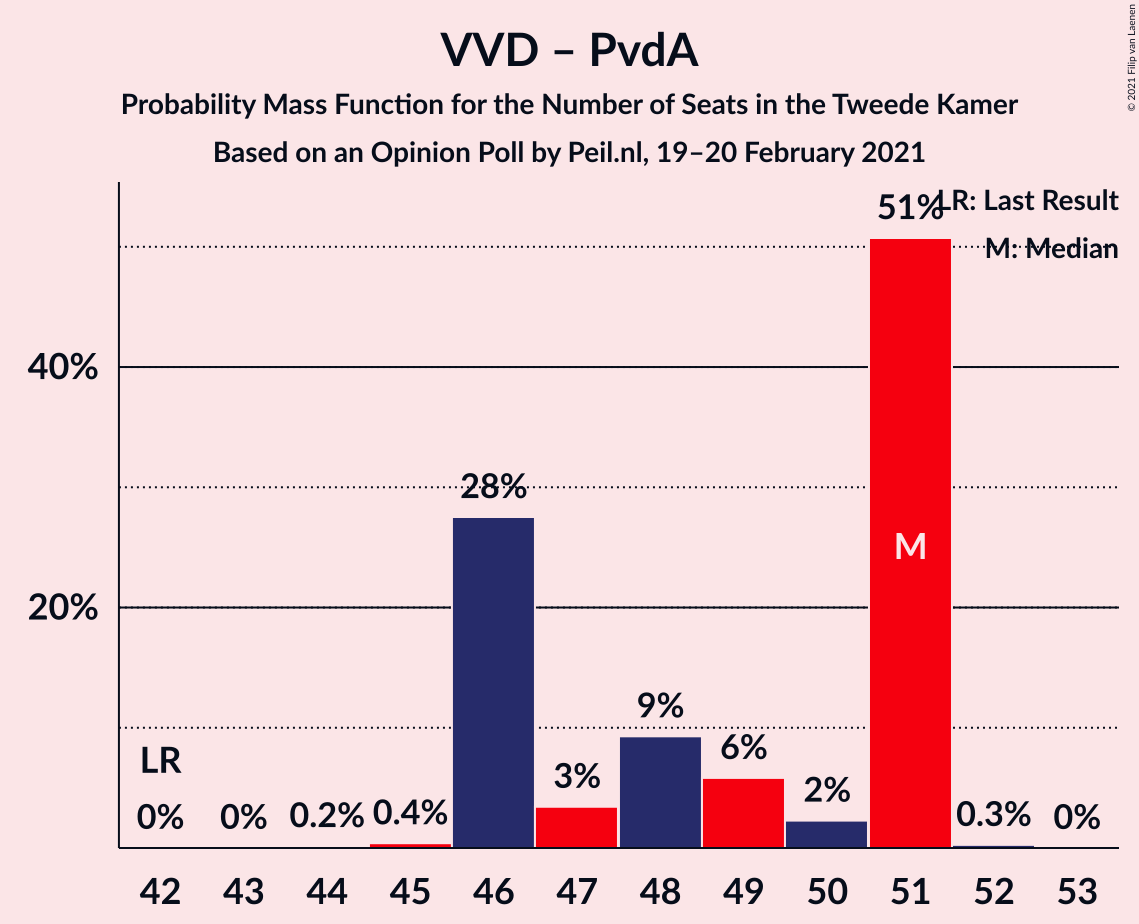 VVD – PvdA
Probability Mass Function for the Number of Seats in the Tweede Kamer
Based on an Opinion Poll by Peil.nl, 19–20 February 2021
© 2021 Filip van Laenen
LR: Last Result
M: Median
51%
40%
28%
M
20%
9%
LR
6%
3%
2%
0% 0% 0.2% 0.4% 0.3% 0%
42 43 44 45 46 47 48 49 50 51 52 53